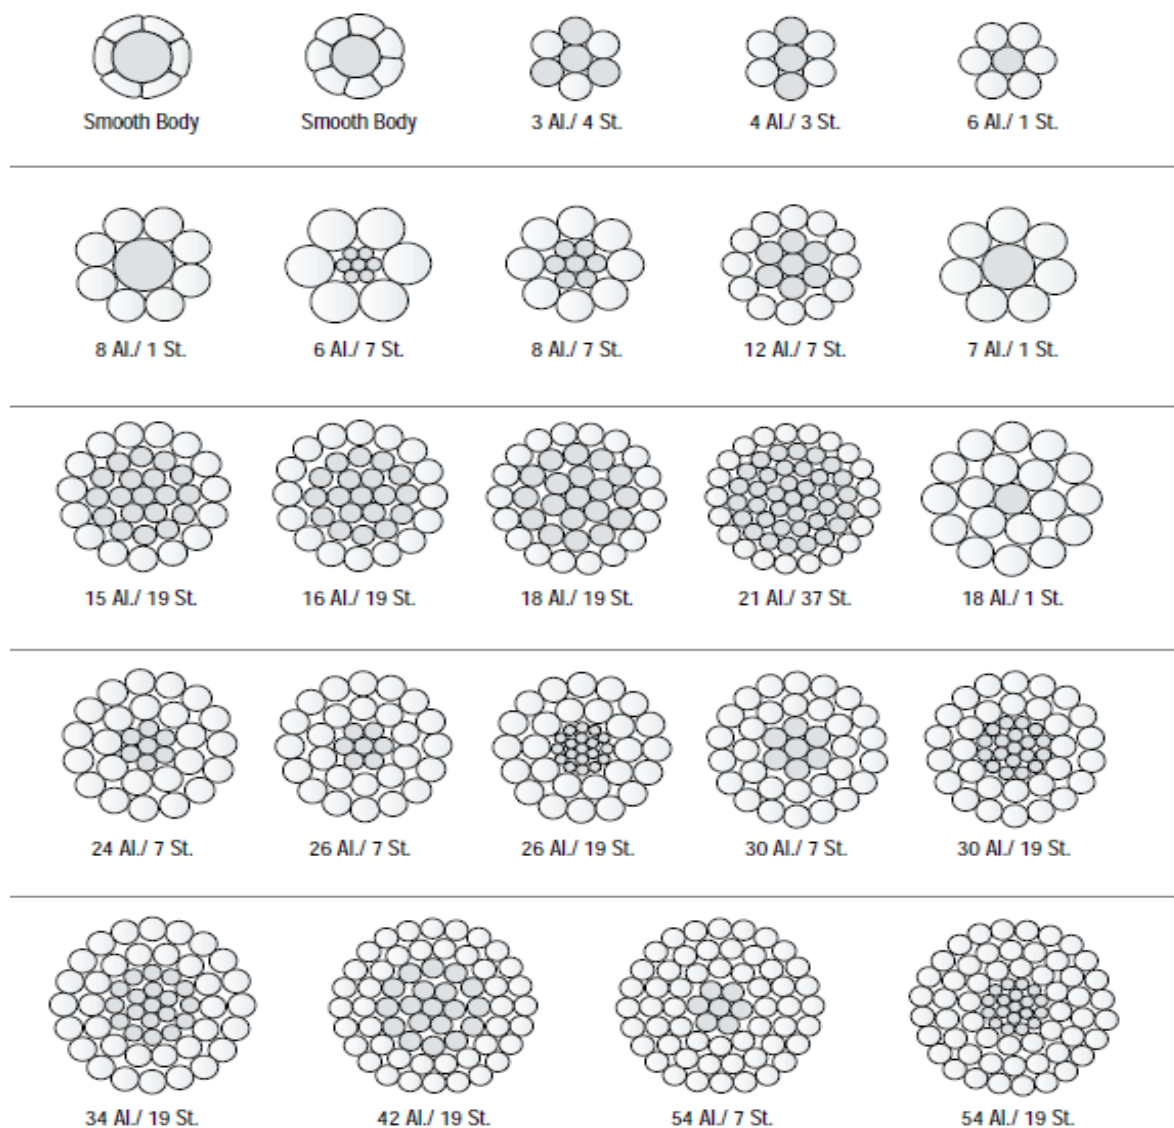 Smooth Body
Smooth Body
3 Al./ 4 St.
4 Al./ 3 St.
6 Al./ 1 St.
8 Al./ 1 St.
6 Al./ 7 St.
8 Al./ 7 St.
12 Al./ 7 St.
7 Al./ 1 St.
15 Al./ 19 St.
16 Al./ 19 St.
18 Al./ 19 St.
21 Al./ 37 St.
18 Al./ 1 St.
24 Al./ 7 St.
26 Al./ 7 St.
26 Al./ 19 St.
30 Al./ 7 St.
30 Al./ 19 St.
34 Al./ 19 St.
42 Al./ 19 St.
54 Al./ 7 St.
54 Al./ 19 St.